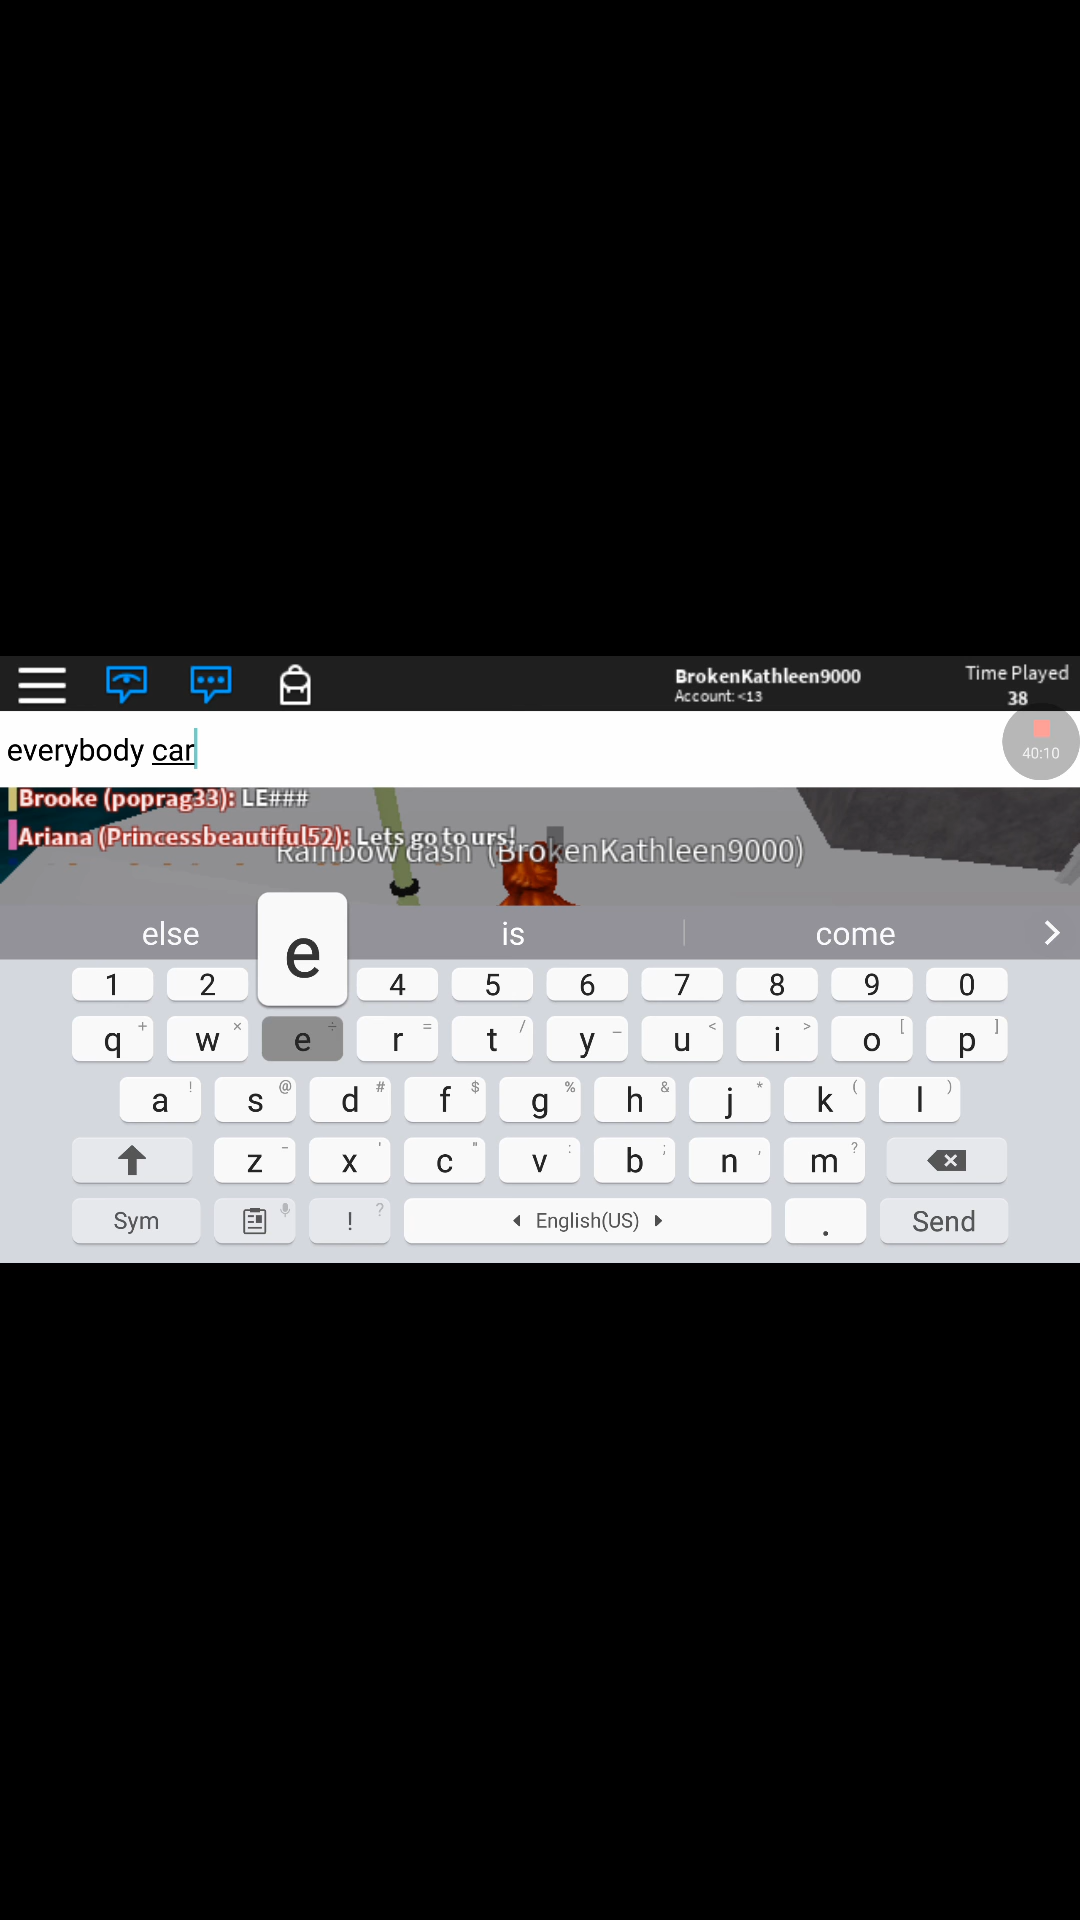 BrokenKathleen9000
Account: <13
Time Played
38
everybody car
40:10
Brooke (poprag33): LE###
Ariana (Princessbeautiful52): Lets go to urs!
Rainbow dash (BrokenKathleen9000)
else is come
e
1 2 4 5 6 7 8 9 0
q + w × e ÷ r = t / y _ u < i > o [ p ]
a ! s @ d # f $ g % h & j * k ( l )
z - x ' c " v : b ; n , m ?
Sym ! ? English(US) . Send